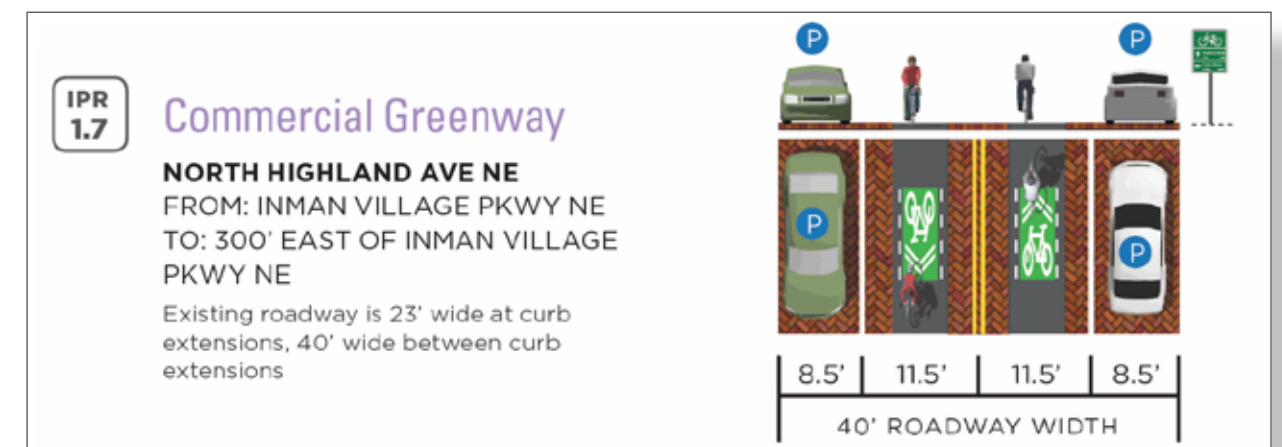 IPR
1.7
Commercial Greenway
NORTH HIGHLAND AVE NE
FROM: INMAN VILLAGE PKWY NE
TO: 300' EAST OF INMAN VILLAGE
PKWY NE
Existing roadway is 23' wide at curb
extensions, 40' wide between curb
extensions
P P
P P
8.5' 11.5' 11.5' 8.5'
40' ROADWAY WIDTH